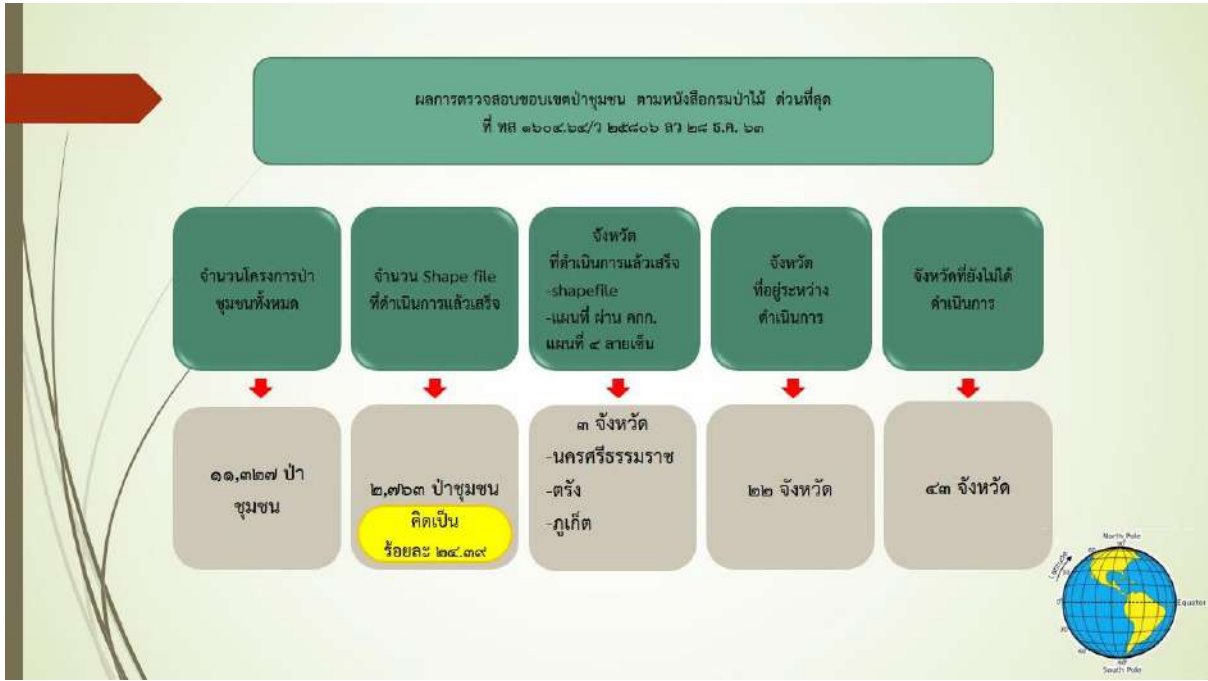 ผลการตรวจสอบขอบเขตป่าชุมชน ตามหนังสือกรมป่าไม้ ด่วนที่สุด
ที่ ทส ๑๖๐๔.๖๔/ว ๒๕๘๐๖ ลว ๒๘ ธ.ค. ๖๓
จำนวนโครงการป่า
ชุมชนทั้งหมด
๑๑,๓๒๗ ป่า
ชุมชน
จำนวน Shape file
ที่ดำเนินการแล้วเสร็จ
๒,๗๖๓ ป่าชุมชน
คิดเป็น
ร้อยละ ๒๔.๓๙
จังหวัด
ที่ดำเนินการแล้วเสร็จ
-shapefile
-แผนที่ ผ่าน คกก.
แผนที่ ๔ ลายเซ็น
๓ จังหวัด
-นครศรีธรรมราช
-ตรัง
-ภูเก็ต
จังหวัด
ที่อยู่ระหว่าง
ดำเนินการ
๒๒ จังหวัด
จังหวัดที่ยังไม่ได้
ดำเนินการ
๔๓ จังหวัด
North Pole
Latitude
Equator
South Pole